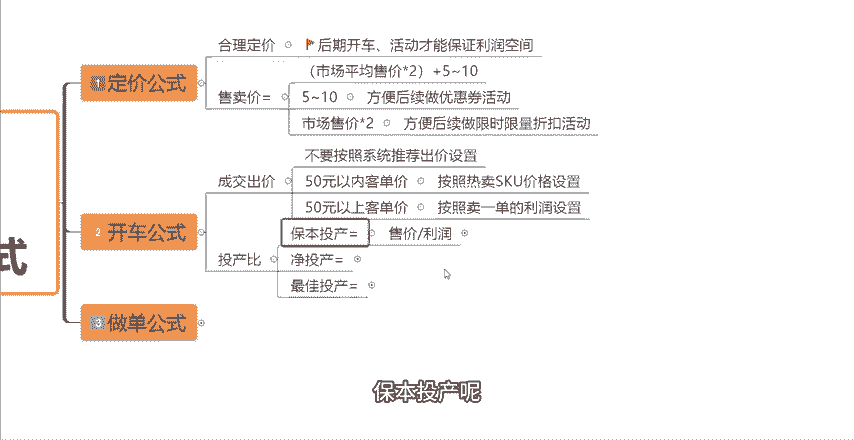 合理定价 后期开车、活动才能保证利润空间
1 定价公式
（市场平均售价*2）+5~10
售卖价= 5~10 方便后续做优惠券活动
市场售价*2 方便后续做限时限量折扣活动
不要按照系统推荐出价设置
成交出价 50元以内客单价 按照热卖SKU价格设置
50元以上客单价 按照卖一单的利润设置
式
2 开车公式
保本投产= 售价/利润
投产比 净投产=
最佳投产=
3 做单公式
保本投产呢